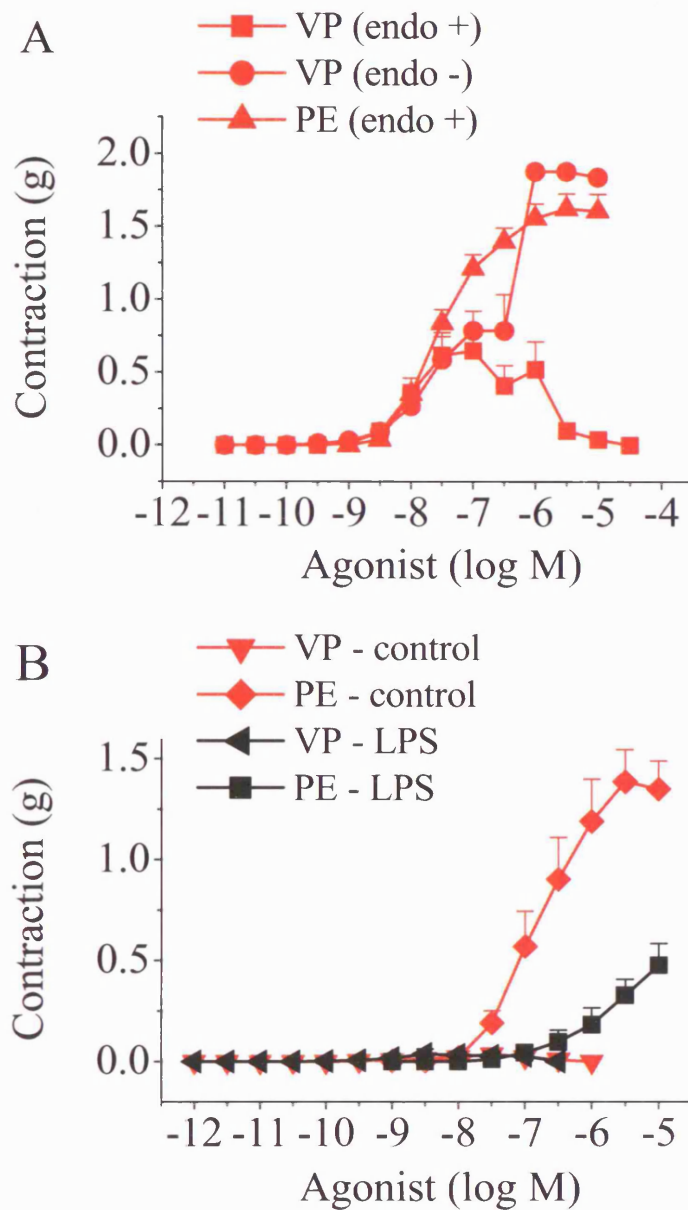 A
VP (endo +)
VP (endo -)
PE (endo +)
Contraction (g)
2.0
1.5
1.0
0.5
0.0
-12 -11 -10 -9 -8 -7 -6 -5 -4
Agonist (log M)
B
VP - control
PE - control
VP - LPS
PE - LPS
Contraction (g)
1.5
1.0
0.5
0.0
-12 -11 -10 -9 -8 -7 -6 -5
Agonist (log M)